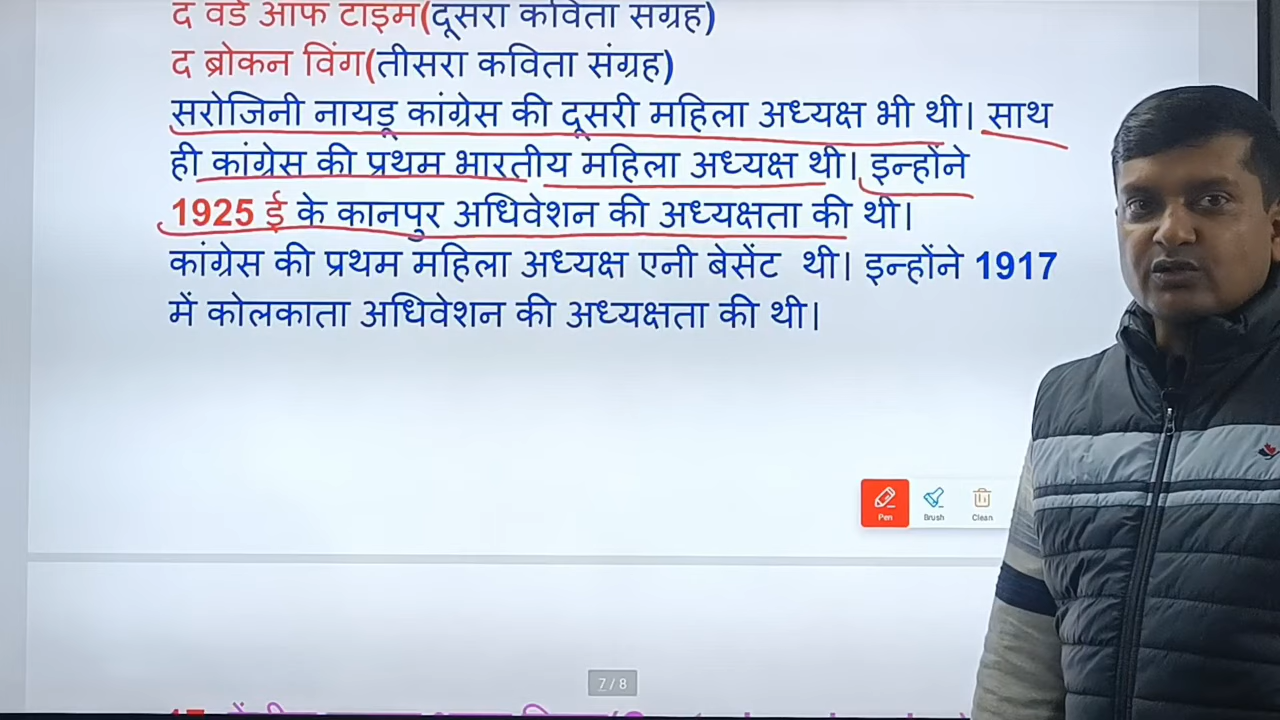 द वर्ड ऑफ टाइम(दूसरा कविता संग्रह)
द ब्रोकन विंग(तीसरा कविता संग्रह)
सरोजिनी नायडू कांग्रेस की दूसरी महिला अध्यक्ष भी थी। साथ
ही कांग्रेस की प्रथम भारतीय महिला अध्यक्ष थी। इन्होंने
1925 ई के कानपुर अधिवेशन की अध्यक्षता की थी।
कांग्रेस की प्रथम महिला अध्यक्ष एनी बेसेंट थी। इन्होंने 1917
में कोलकाता अधिवेशन की अध्यक्षता की थी।
Pen Brush Clean
7 / 8